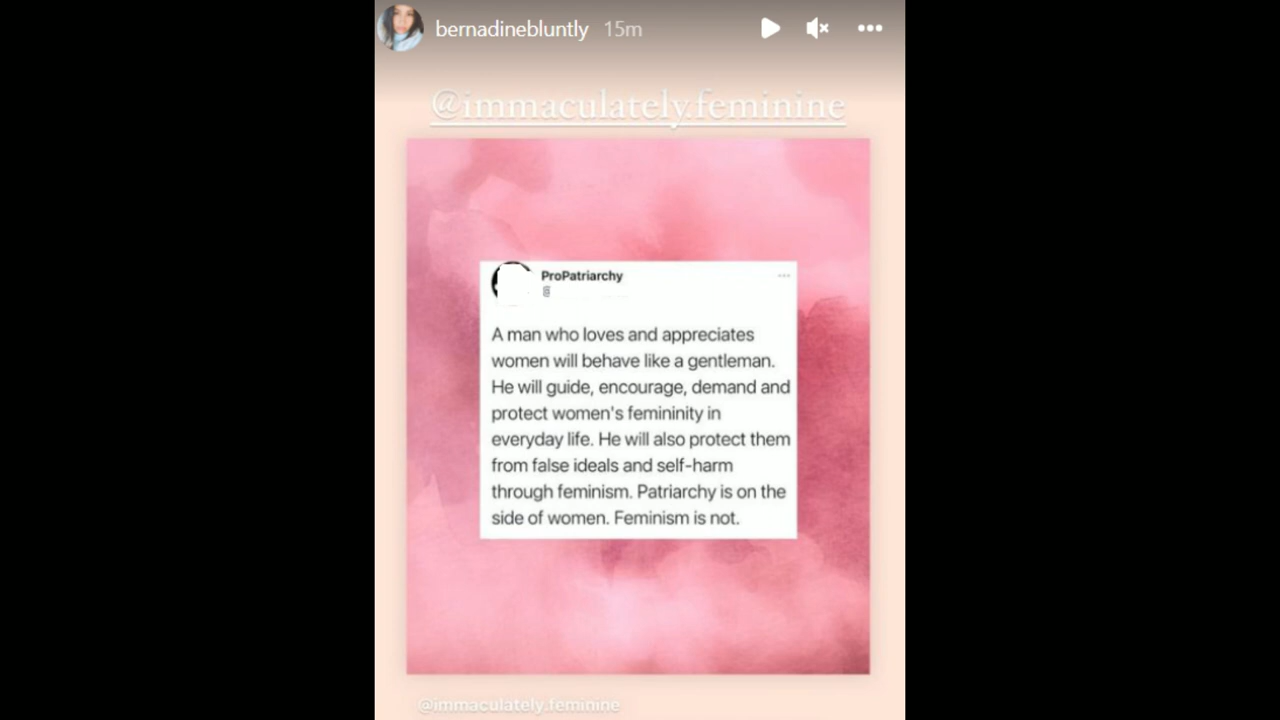 bernadinebluntly 15m
@immaculately.feminine
ProPatriarchy
@
A man who loves and appreciates
women will behave like a gentleman.
He will guide, encourage, demand and
protect women's femininity in
everyday life. He will also protect them
from false ideals and self-harm
through feminism. Patriarchy is on the
side of women. Feminism is not.
@immaculately.feminine